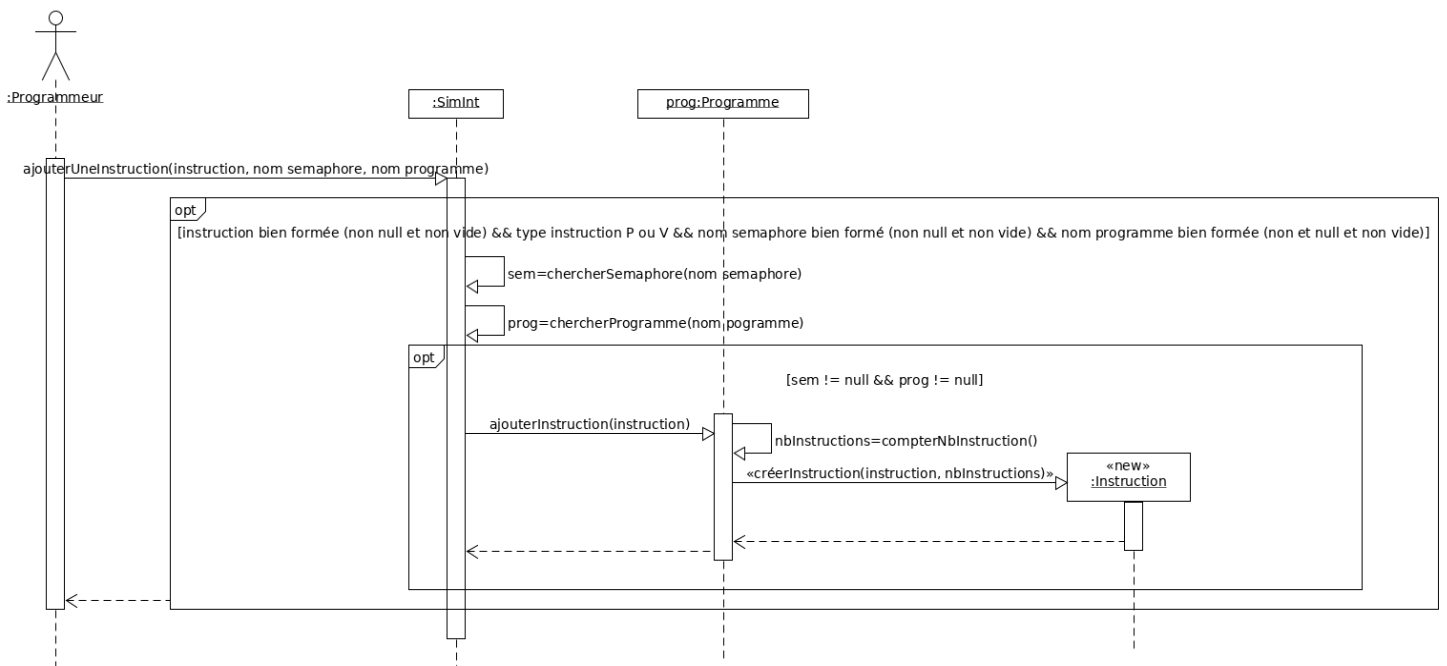 :Programmeur
:SimInt
prog:Programme
ajouterUneInstruction(instruction, nom semaphore, nom programme)
opt
[instruction bien formée (non null et non vide) && type instruction P ou V && nom semaphore bien formé (non null et non vide) && nom programme bien formée (non et null et non vide)]
sem=chercherSemaphore(nom semaphore)
prog=chercherProgramme(nom pogramme)
opt
[sem != null && prog != null]
ajouterInstruction(instruction)
nbInstructions=compterNbInstruction()
«créerInstruction(instruction, nbInstructions)»
«new»
:Instruction